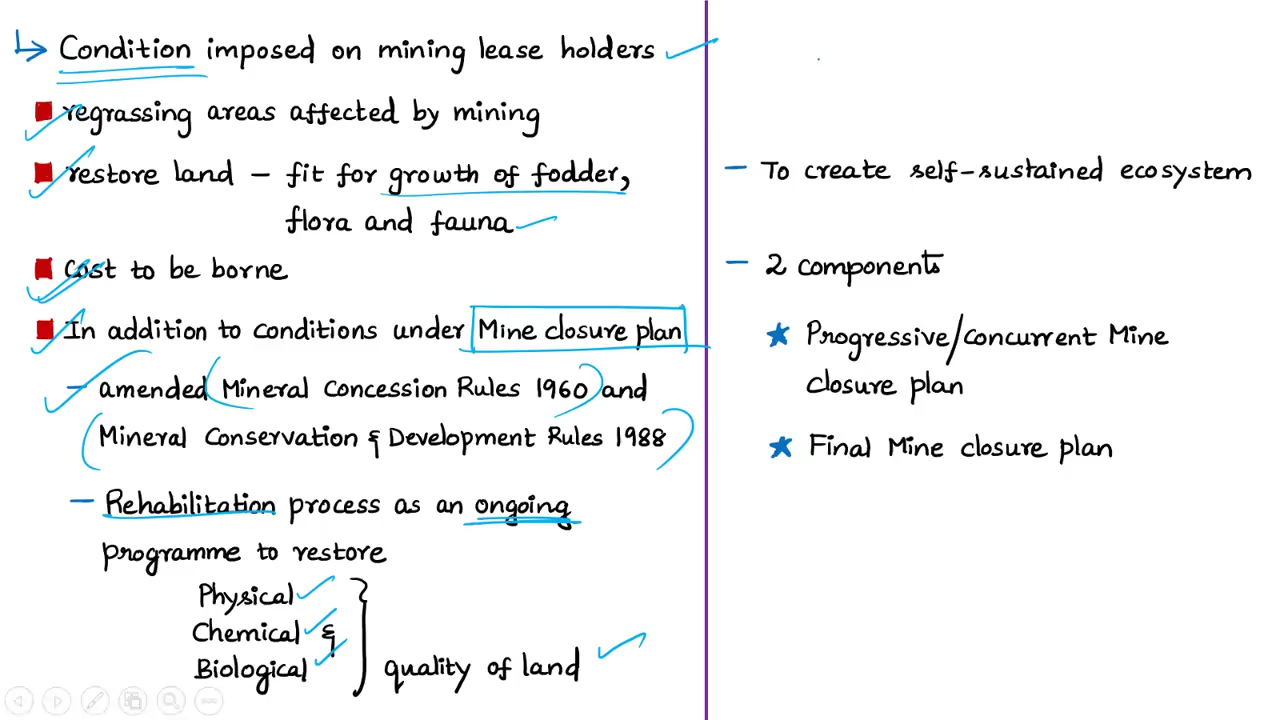 Condition imposed on mining lease holders
regrassing areas affected by mining
restore land – fit for growth of fodder,
flora and fauna
cost to be borne
In addition to conditions under Mine closure plan
– amended Mineral Concession Rules 1960 and
Mineral Conservation & Development Rules 1988
– Rehabilitation process as an ongoing
programme to restore
Physical
Chemical &
Biological
quality of land
– To create self-sustained ecosystem
– 2 components
Progressive/concurrent Mine
closure plan
Final Mine closure plan